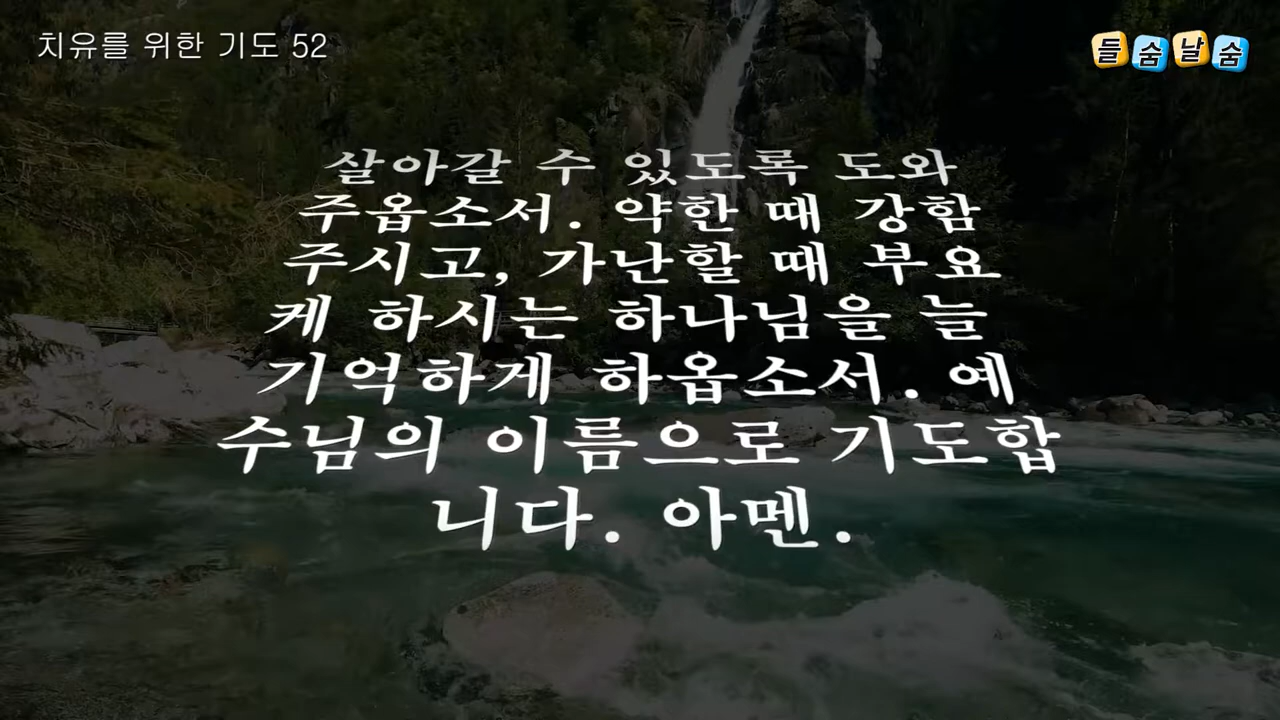 치유를 위한 기도 52
들숨날숨
살아갈 수 있도록 도와
주옵소서. 약한 때 강함
주시고, 가난할 때 부요
케 하시는 하나님을 늘
기억하게 하옵소서. 예
수님의 이름으로 기도합
니다. 아멘.